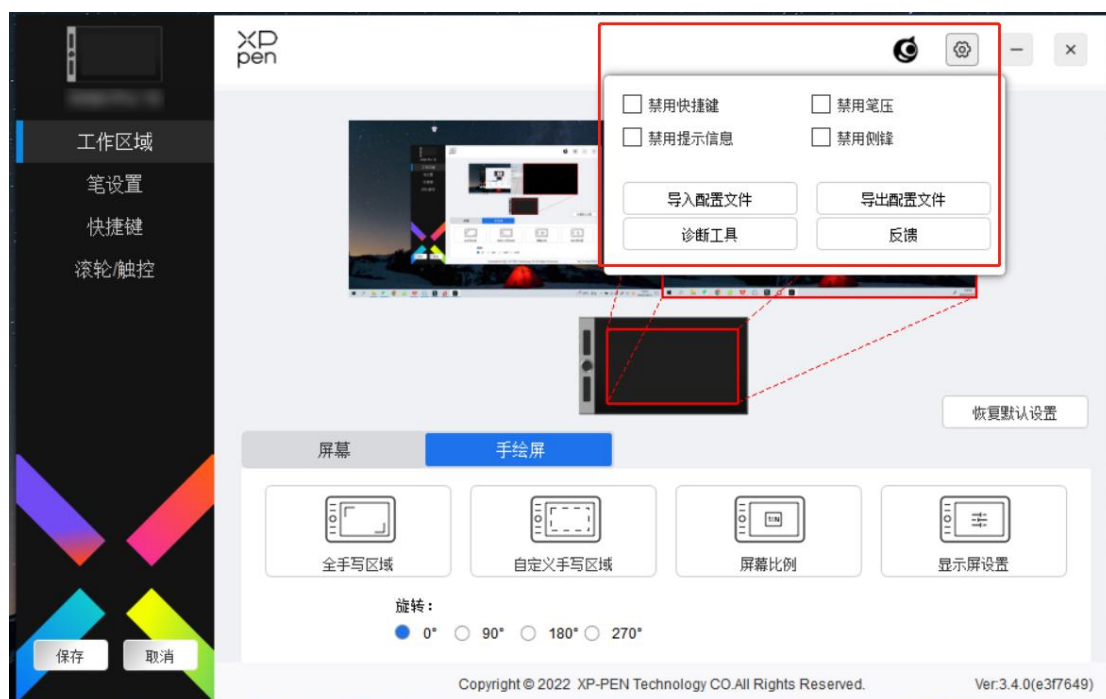 XP
pen
禁用快捷键 禁用笔压
禁用提示信息 禁用侧锋
导入配置文件 导出配置文件
诊断工具 反馈
工作区域
笔设置
快捷键
滚轮/触控
恢复默认设置
屏幕 手绘屏
全手写区域 自定义手写区域 屏幕比例 显示屏设置
旋转：
0° 90° 180° 270°
保存 取消
Copyright © 2022 XP-PEN Technology CO.All Rights Reserved. Ver:3.4.0(e3f7649)